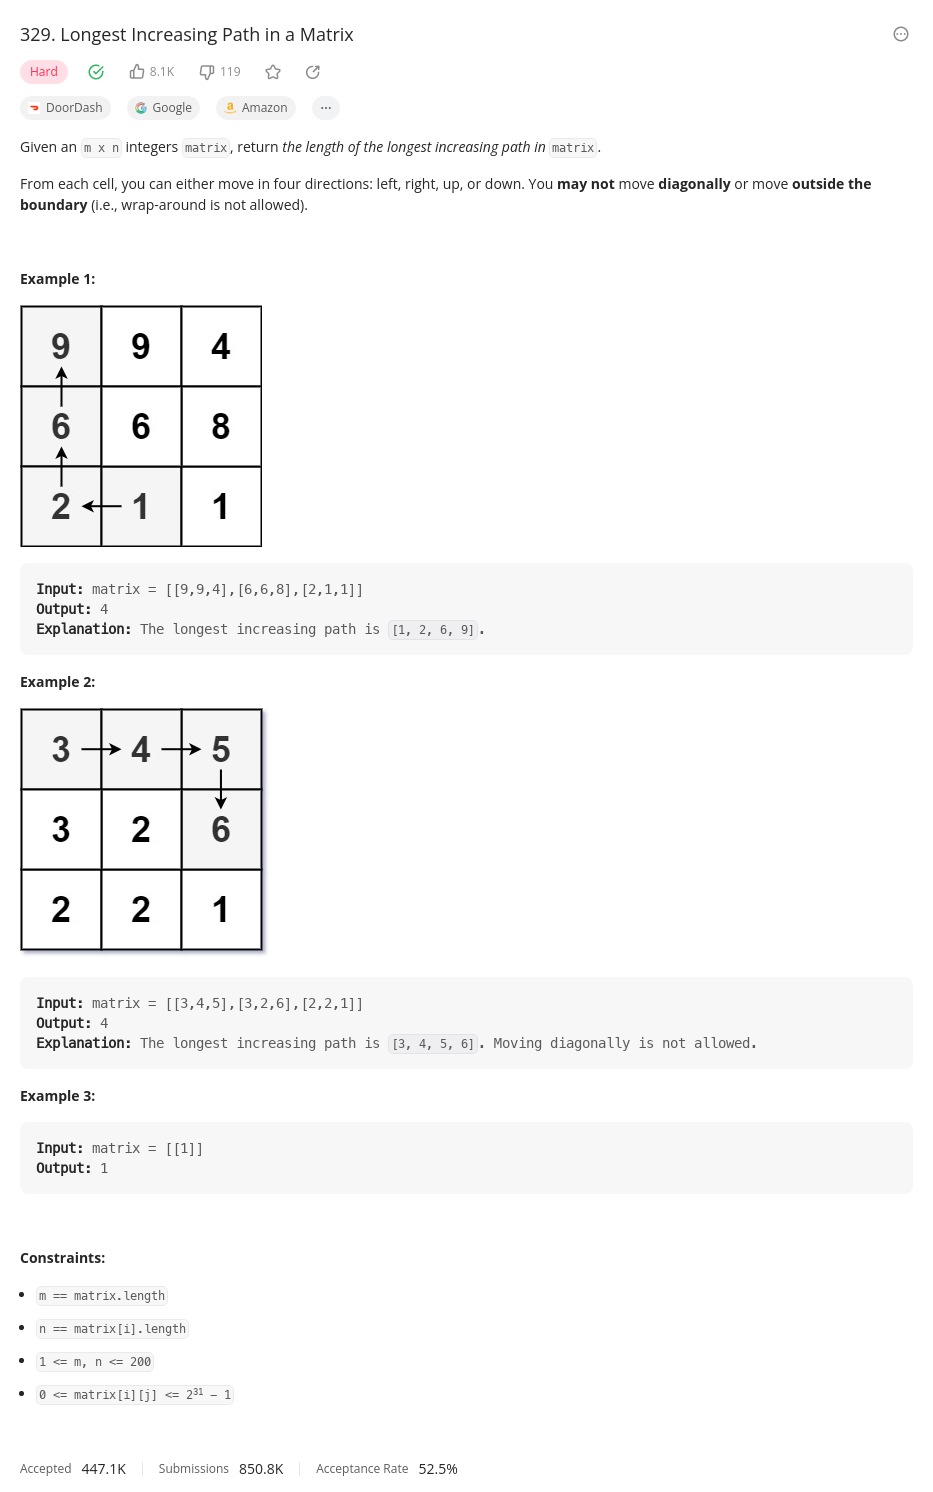 329. Longest Increasing Path in a Matrix
Hard 8.1K 119
DoorDash Google Amazon ...
Given an m x n integers matrix, return the length of the longest increasing path in matrix.
From each cell, you can either move in four directions: left, right, up, or down. You may not move diagonally or move outside the
boundary (i.e., wrap-around is not allowed).
Example 1:
9 9 4
6 6 8
2 1 1
Input: matrix = [[9,9,4],[6,6,8],[2,1,1]]
Output: 4
Explanation: The longest increasing path is [1, 2, 6, 9].
Example 2:
3 4 5
3 2 6
2 2 1
Input: matrix = [[3,4,5],[3,2,6],[2,2,1]]
Output: 4
Explanation: The longest increasing path is [3, 4, 5, 6]. Moving diagonally is not allowed.
Example 3:
Input: matrix = [[1]]
Output: 1
Constraints:
• m == matrix.length
• n == matrix[i].length
• 1 <= m, n <= 200
• 0 <= matrix[i][j] <= 2³¹ − 1
Accepted 447.1K Submissions 850.8K Acceptance Rate 52.5%